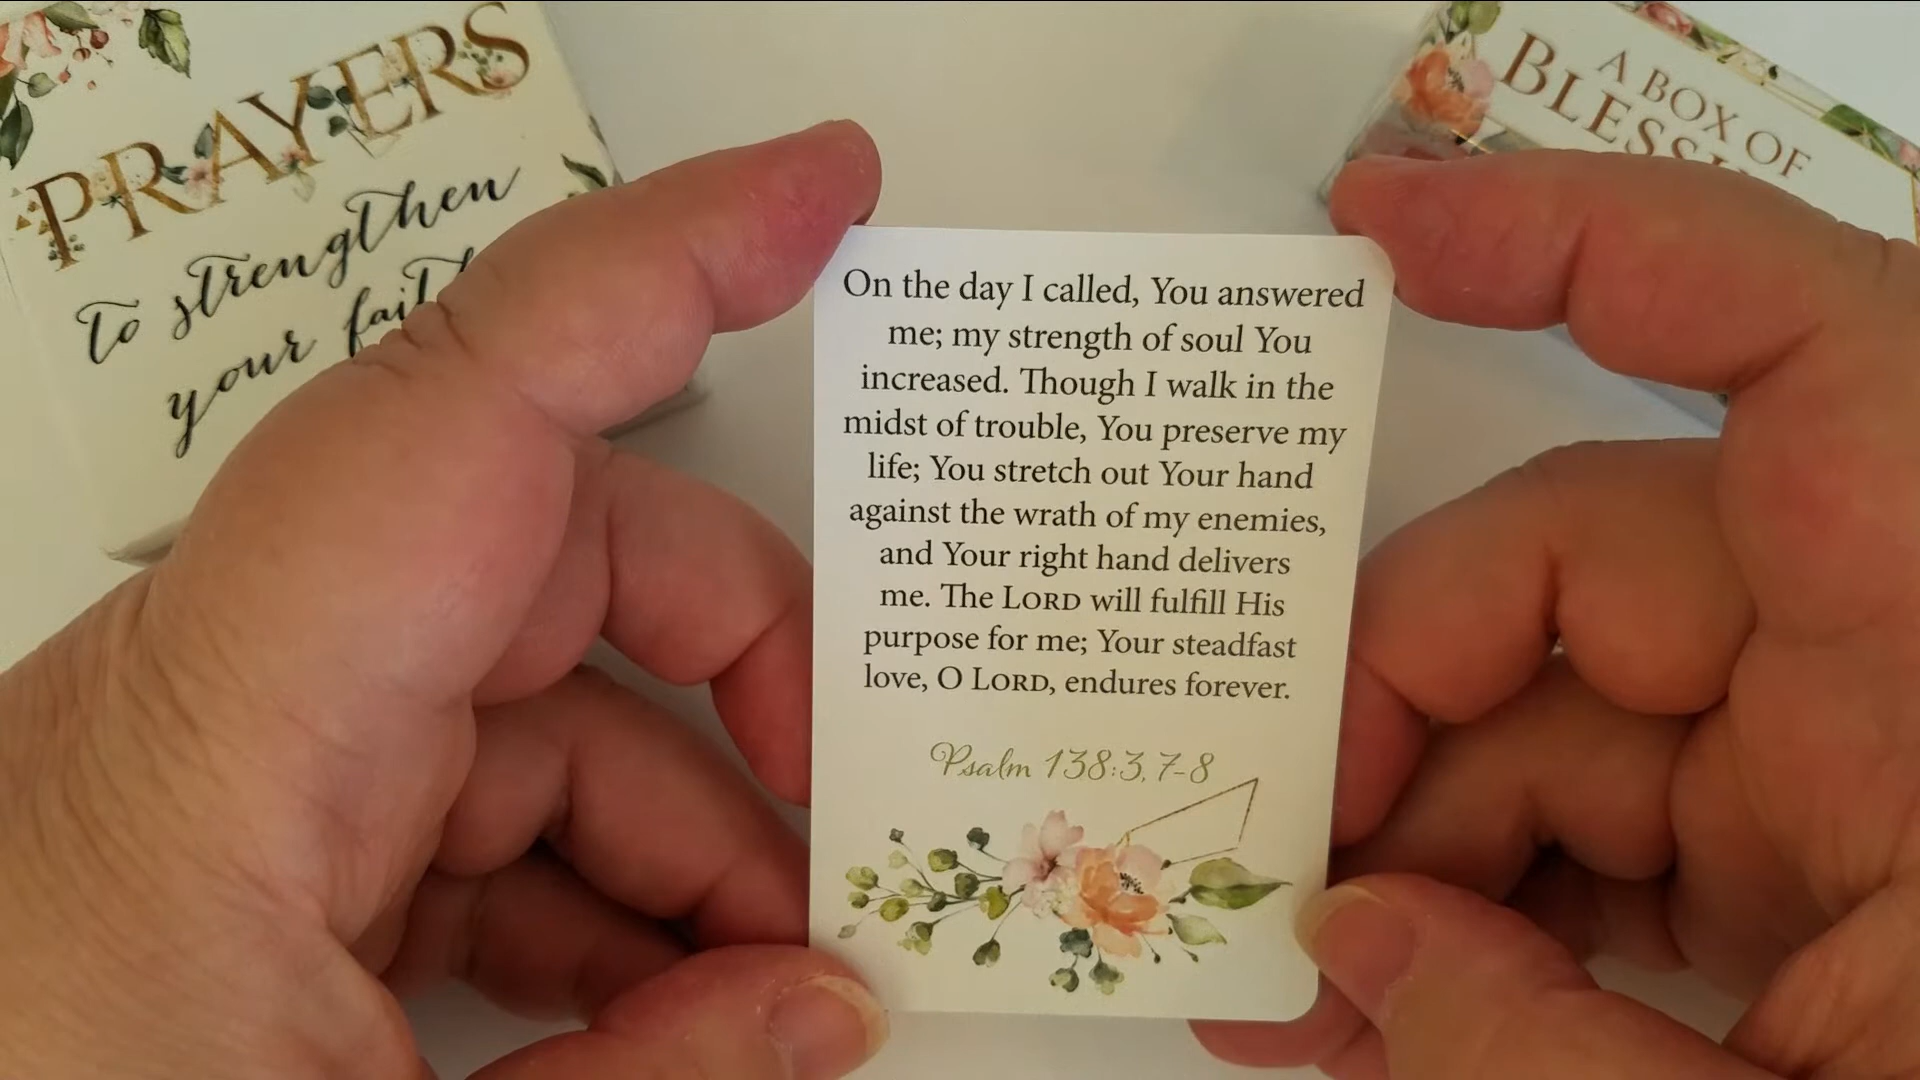 PRAYERS
to strengthen
your
A BOX OF
On the day I called, You answered
me; my strength of soul You
increased. Though I walk in the
midst of trouble, You preserve my
life; You stretch out Your hand
against the wrath of my enemies,
and Your right hand delivers
me. The LORD will fulfill His
purpose for me; Your steadfast
love, O LORD, endures forever.
Psalm 138:3, 7-8